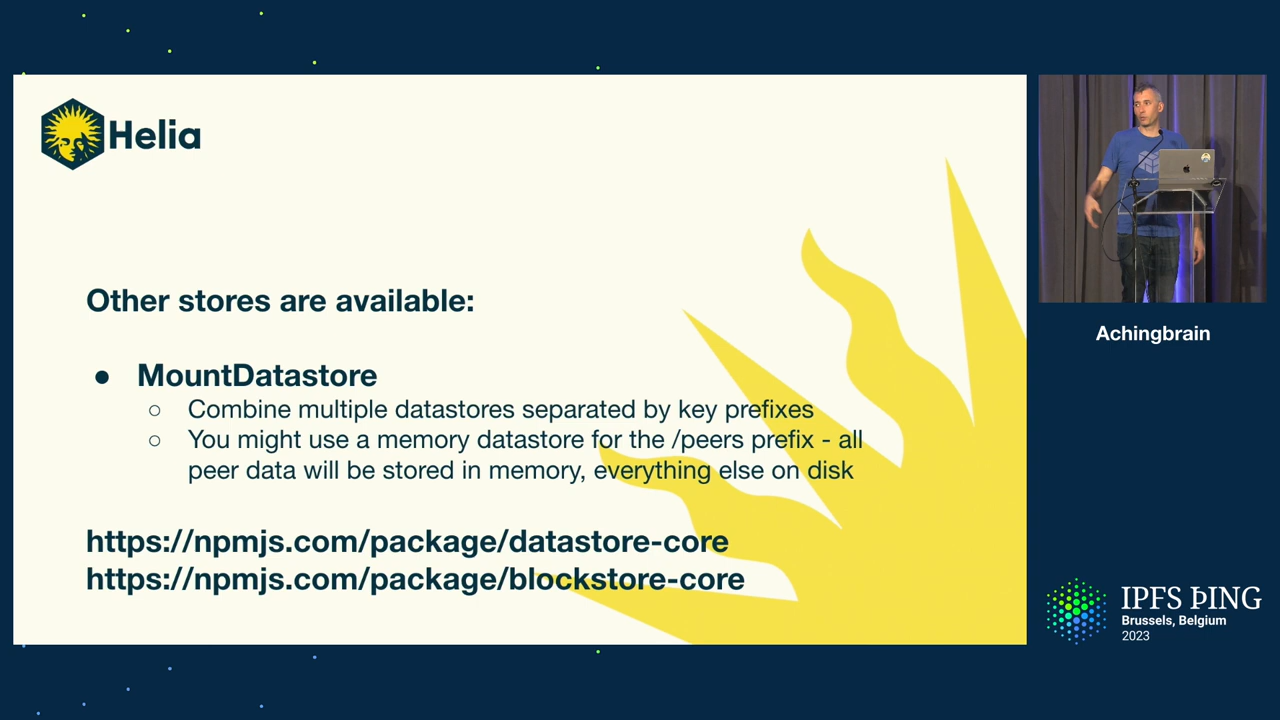 Helia
Other stores are available:
● MountDatastore
○ Combine multiple datastores separated by key prefixes
○ You might use a memory datastore for the /peers prefix - all
peer data will be stored in memory, everything else on disk
https://npmjs.com/package/datastore-core
https://npmjs.com/package/blockstore-core
Achingbrain
IPFS ÞING
Brussels, Belgium
2023